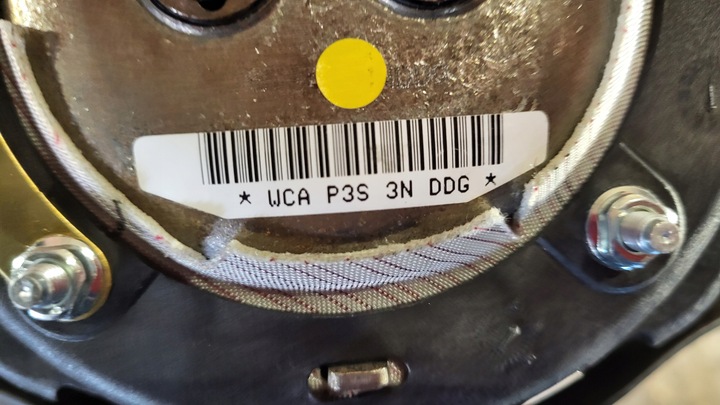 * WCA P3S 3N DDG *